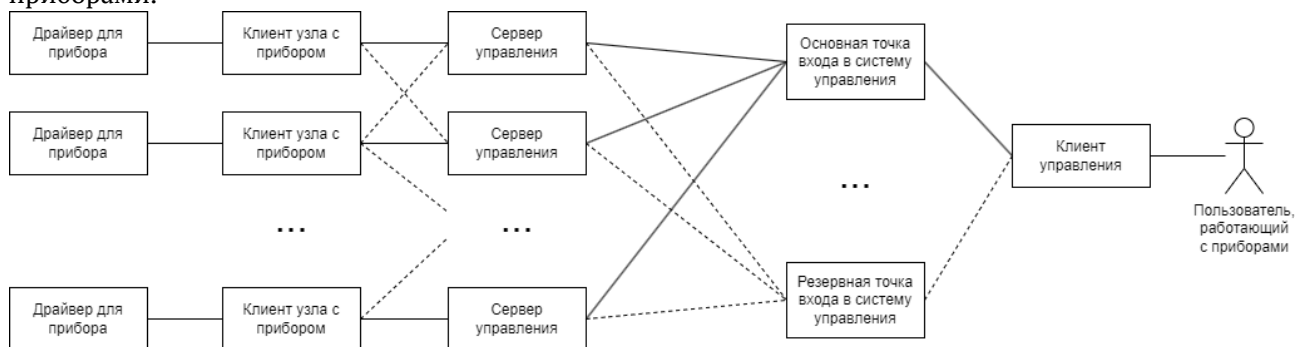 приборами.
Драйвер для
прибора
Клиент узла с
прибором
Сервер
управления
Основная точка
входа в систему
управления
Драйвер для
прибора
Клиент узла с
прибором
Сервер
управления
Клиент
управления
...
Пользователь,
работающий
с приборами
...
...
Драйвер для
прибора
Клиент узла с
прибором
Сервер
управления
Резервная точка
входа в систему
управления